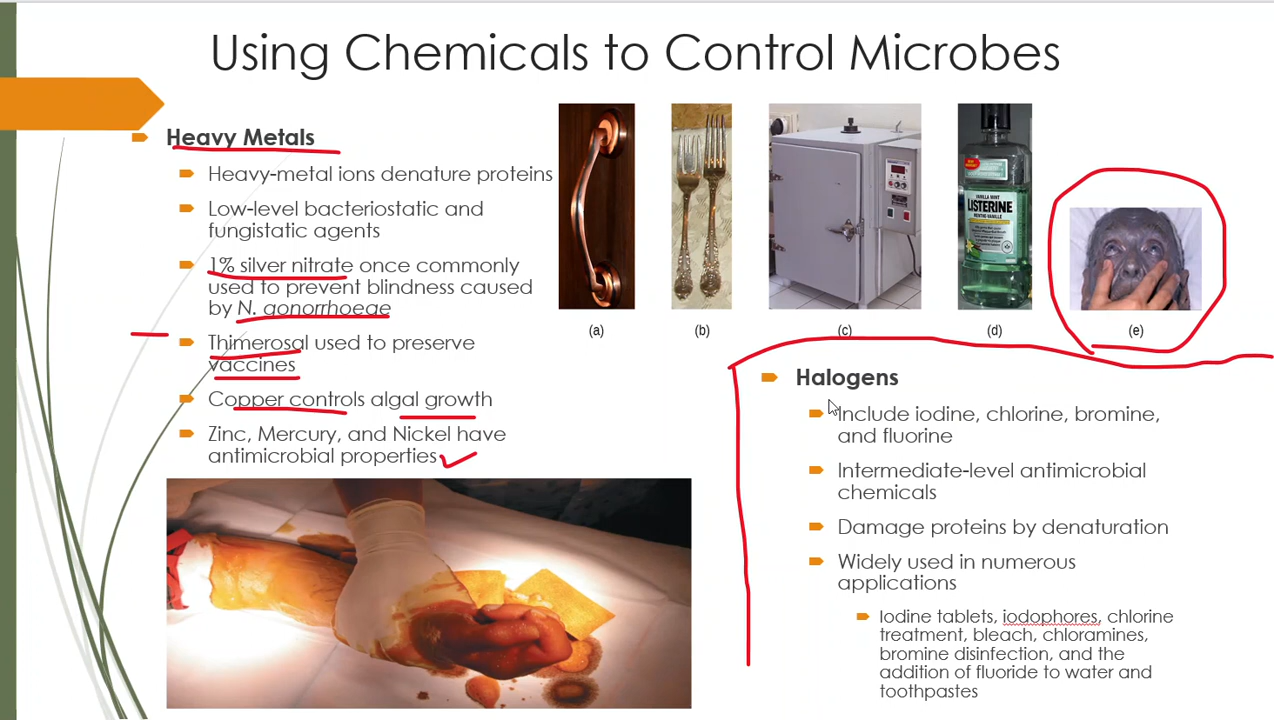 Using Chemicals to Control Microbes
Heavy Metals
Heavy-metal ions denature proteins
Low-level bacteriostatic and
fungistatic agents
1% silver nitrate once commonly
used to prevent blindness caused
by N. gonorrhoeae
Thimerosal used to preserve
vaccines
Copper controls algal growth
Zinc, Mercury, and Nickel have
antimicrobial properties
LISTERINE
(a)
(b)
(c)
(d)
(e)
Halogens
Include iodine, chlorine, bromine,
and fluorine
Intermediate-level antimicrobial
chemicals
Damage proteins by denaturation
Widely used in numerous
applications
Iodine tablets, iodophores, chlorine
treatment, bleach, chloramines,
bromine disinfection, and the
addition of fluoride to water and
toothpastes